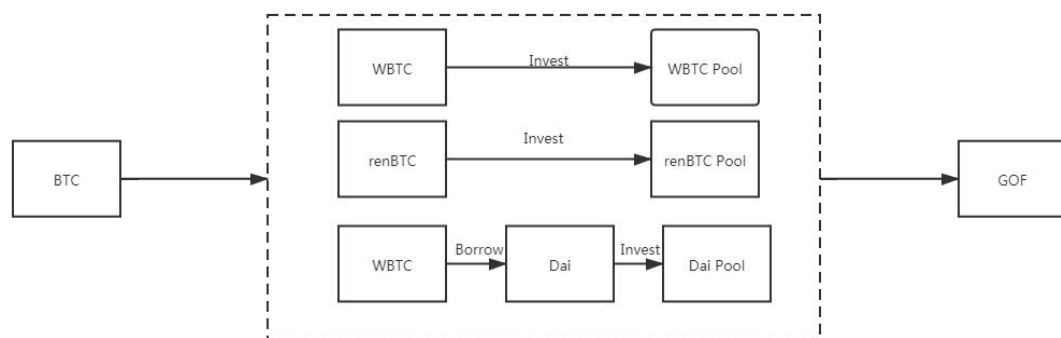 WBTC
Invest
WBTC Pool
renBTC
Invest
renBTC Pool
BTC
GOF
WBTC
Borrow
Dai
Invest
Dai Pool